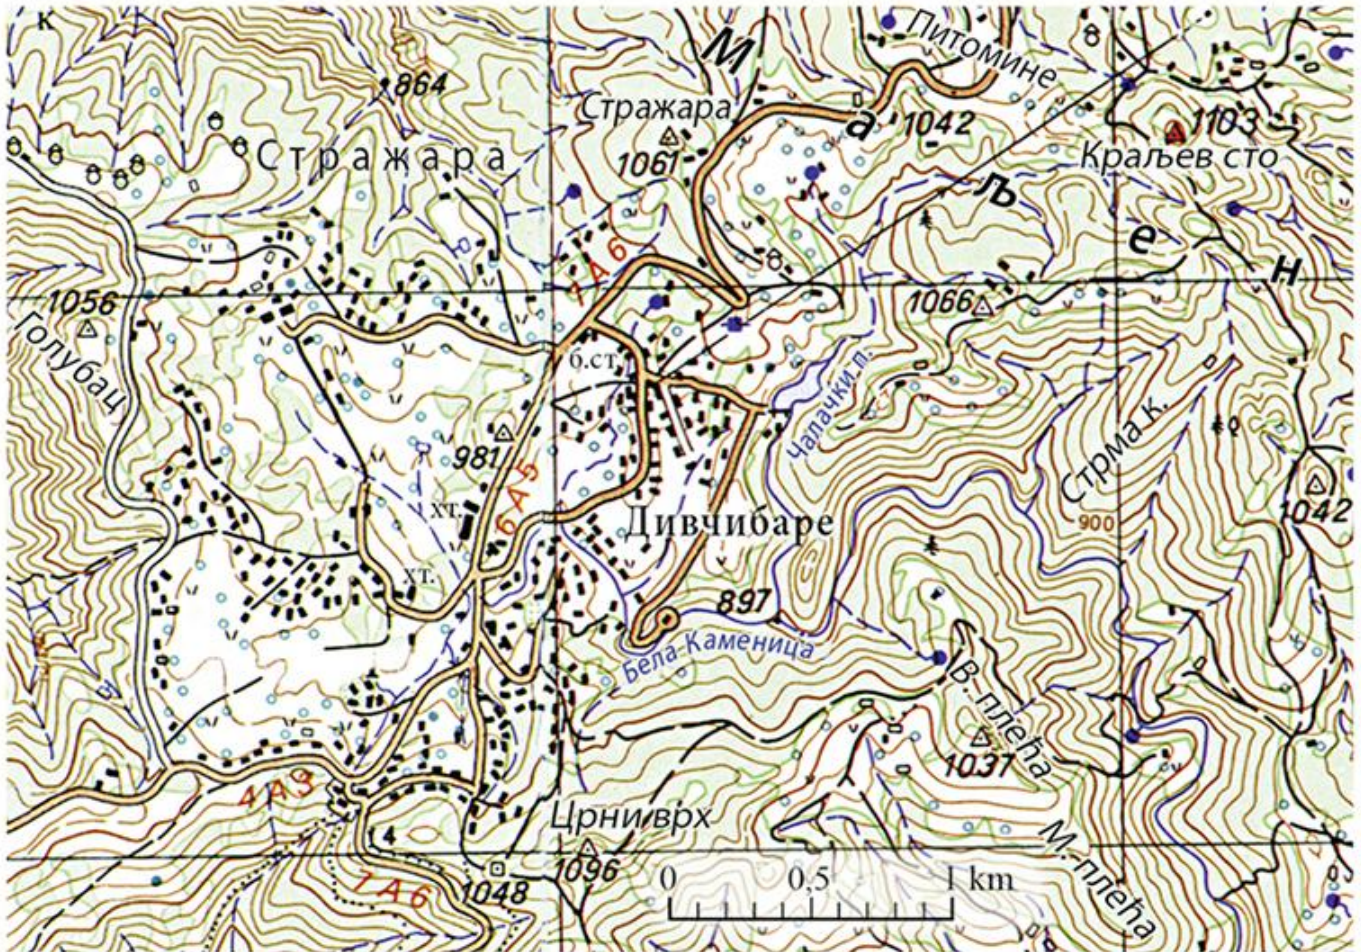 К
М
Питомине
864
Стражара
1061
а
1042
1103
Краљев сто
Стражара
љ
е
н
7 А 6
1056
1066
Голубац
б.ст.
Чапачки п.
981
6 А 5
Стрма к.
хт.
Дивчибаре
900
1042
хт.
897
Бела Каменица
В. плећа
1037
4 А 3
Црни врх
М. плећа
4
7 А 6
1048
1096
0 0,5 1 km